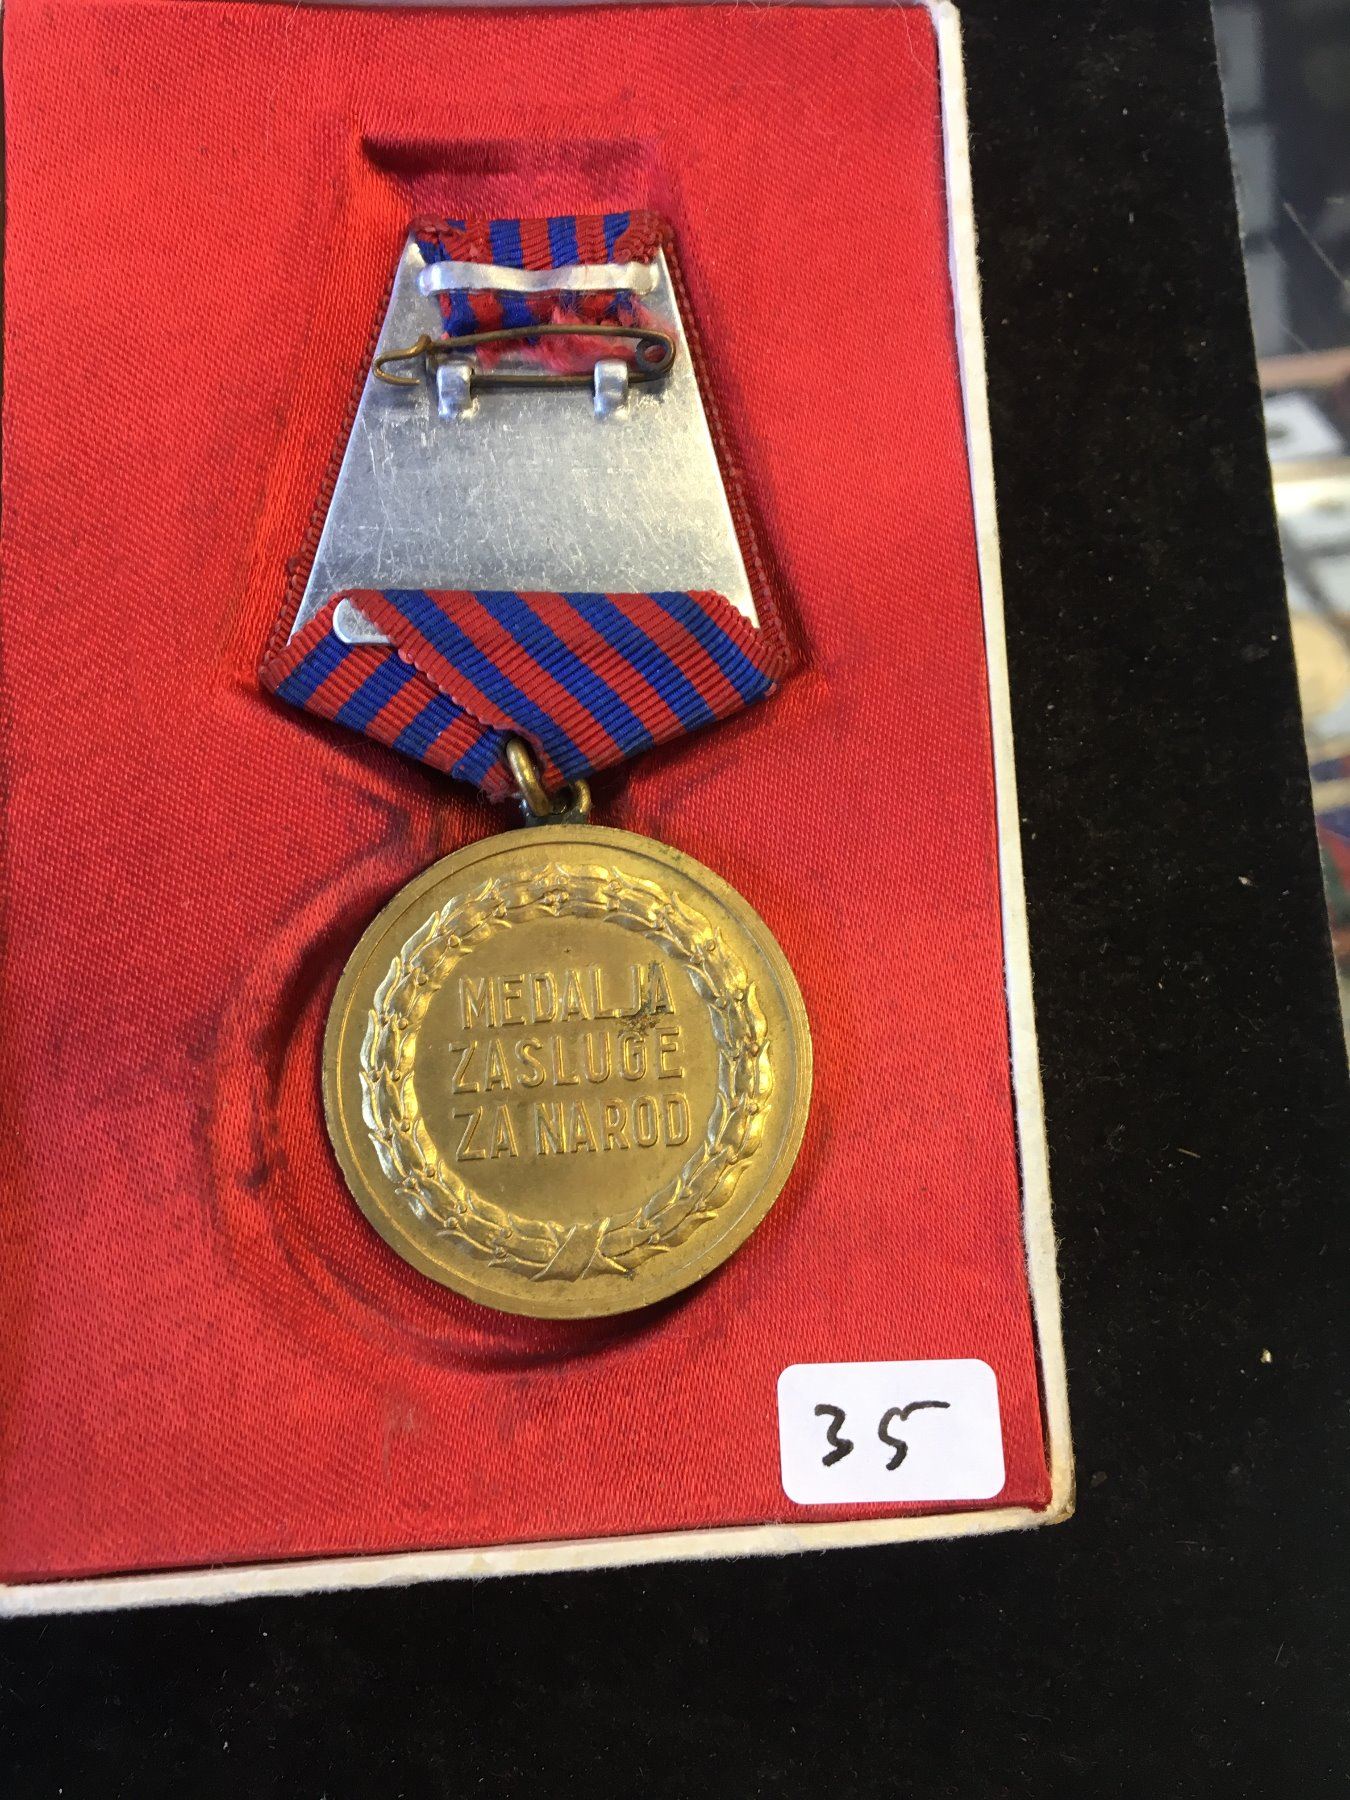 MEDALJA
ZASLUGE
ZA NAROD
35